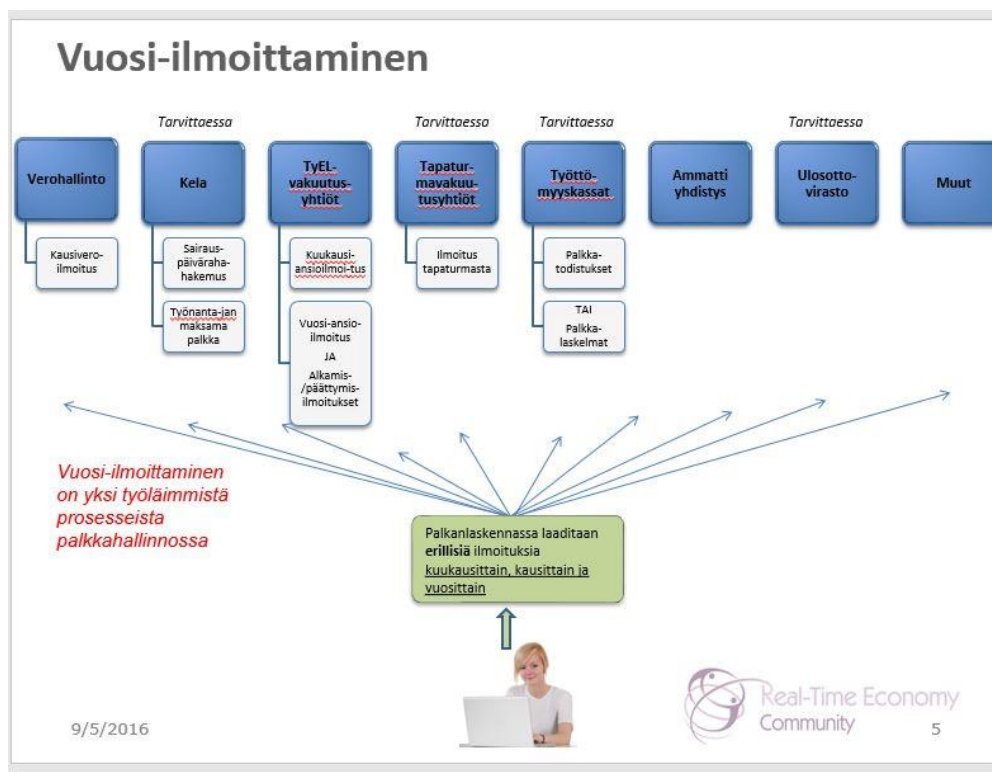 Vuosi-ilmoittaminen
Tarvittaessa
Tarvittaessa
Tarvittaessa
Tarvittaessa
Verohallinto
Kela
TyEL-
vakuutus-
yhtiöt
Tapatur-
mavakuu-
tusyhtiöt
Työttö-
myyskassat
Ammatti
yhdistys
Ulosotto-
virasto
Muut
Kausivero-
ilmoitus
Sairaus-
päiväraha-
hakemus
Työnanta-jan
maksama
palkka
Kuukausi-
ansioilmoi-tus
Vuosi-ansio-
ilmoitus
JA
Alkamis-
/päättymis-
ilmoitukset
Ilmoitus
tapaturmasta
Palkka-
todistukset
TAI
Palkka-
laskelmat
Vuosi-ilmoittaminen
on yksi työläimmistä
prosesseista
palkkahallinnossa
Palkanlaskennassa laaditaan
erillisiä ilmoituksia
kuukausittain, kausittain ja
vuosittain
9/5/2016
Real-Time Economy
Community
5